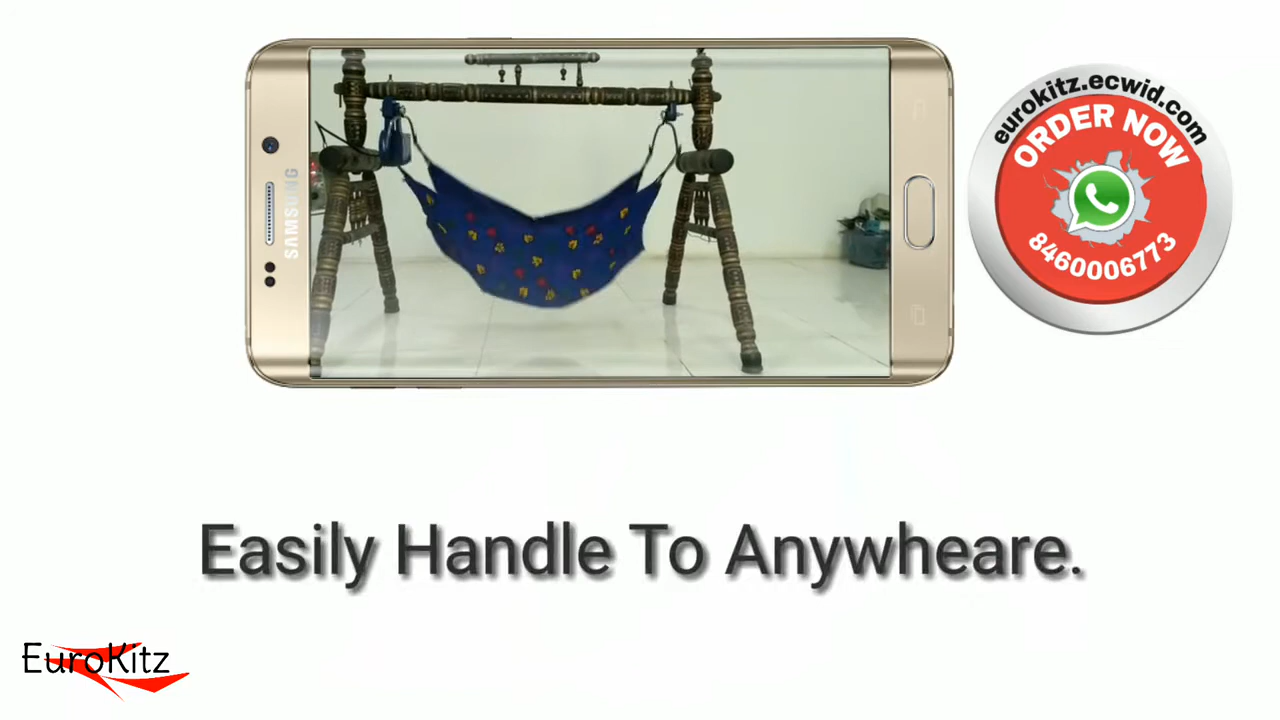 SAMSUNG
eurokitz.ecwid.com
ORDER NOW
8460006773
Easily Handle To Anywheare.
EuroKitz